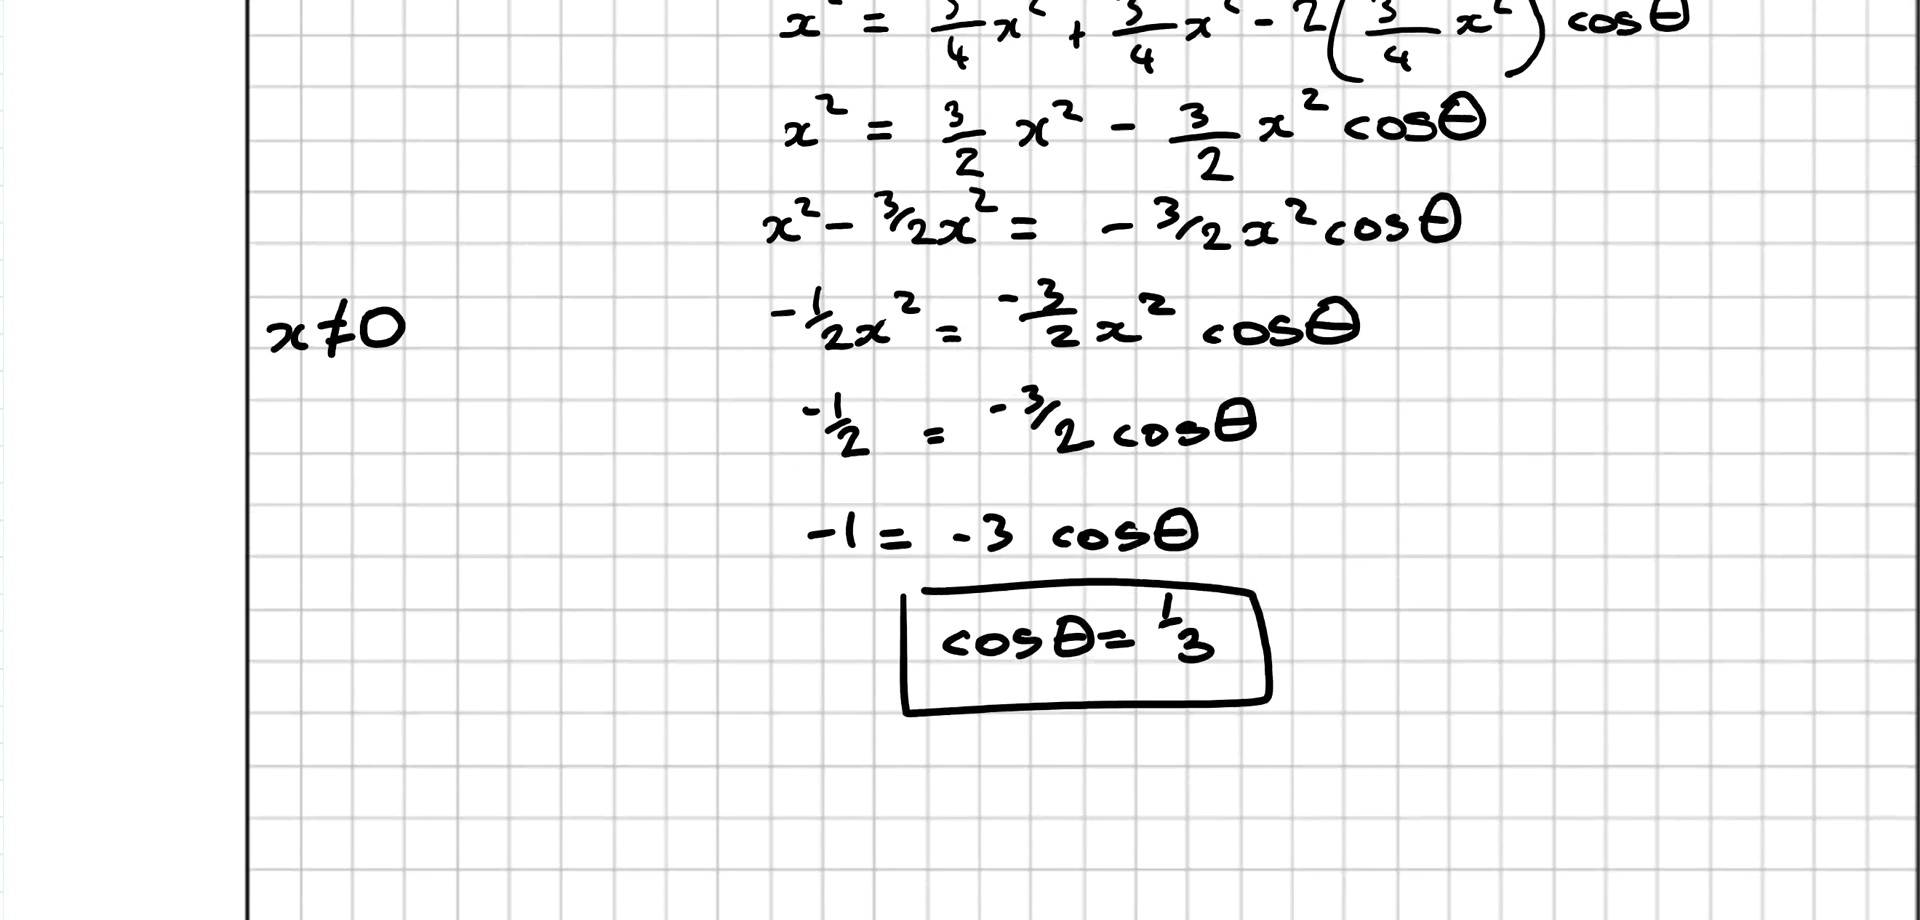 x² = 3/4 x² + 3/4 x² - 2(3/4 x²) cosθ
x² = 3/2 x² - 3/2 x² cosθ
x² - 3/2 x² = - 3/2 x² cosθ
x≠0
-1/2 x² = -3/2 x² cosθ
-1/2 = -3/2 cosθ
-1 = -3 cosθ
cosθ = 1/3